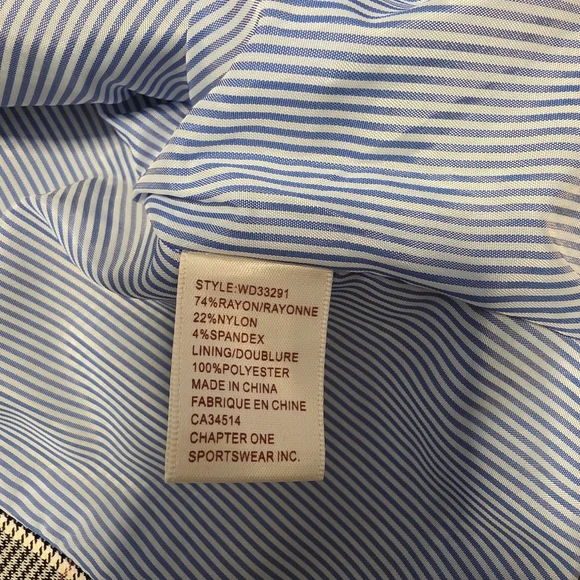 STYLE:WD33291
74%RAYON/RAYONNE
22%NYLON
4%SPANDEX
LINING/DOUBLURE
100%POLYESTER
MADE IN CHINA
FABRIQUE EN CHINE
CA34514
CHAPTER ONE
SPORTSWEAR INC.